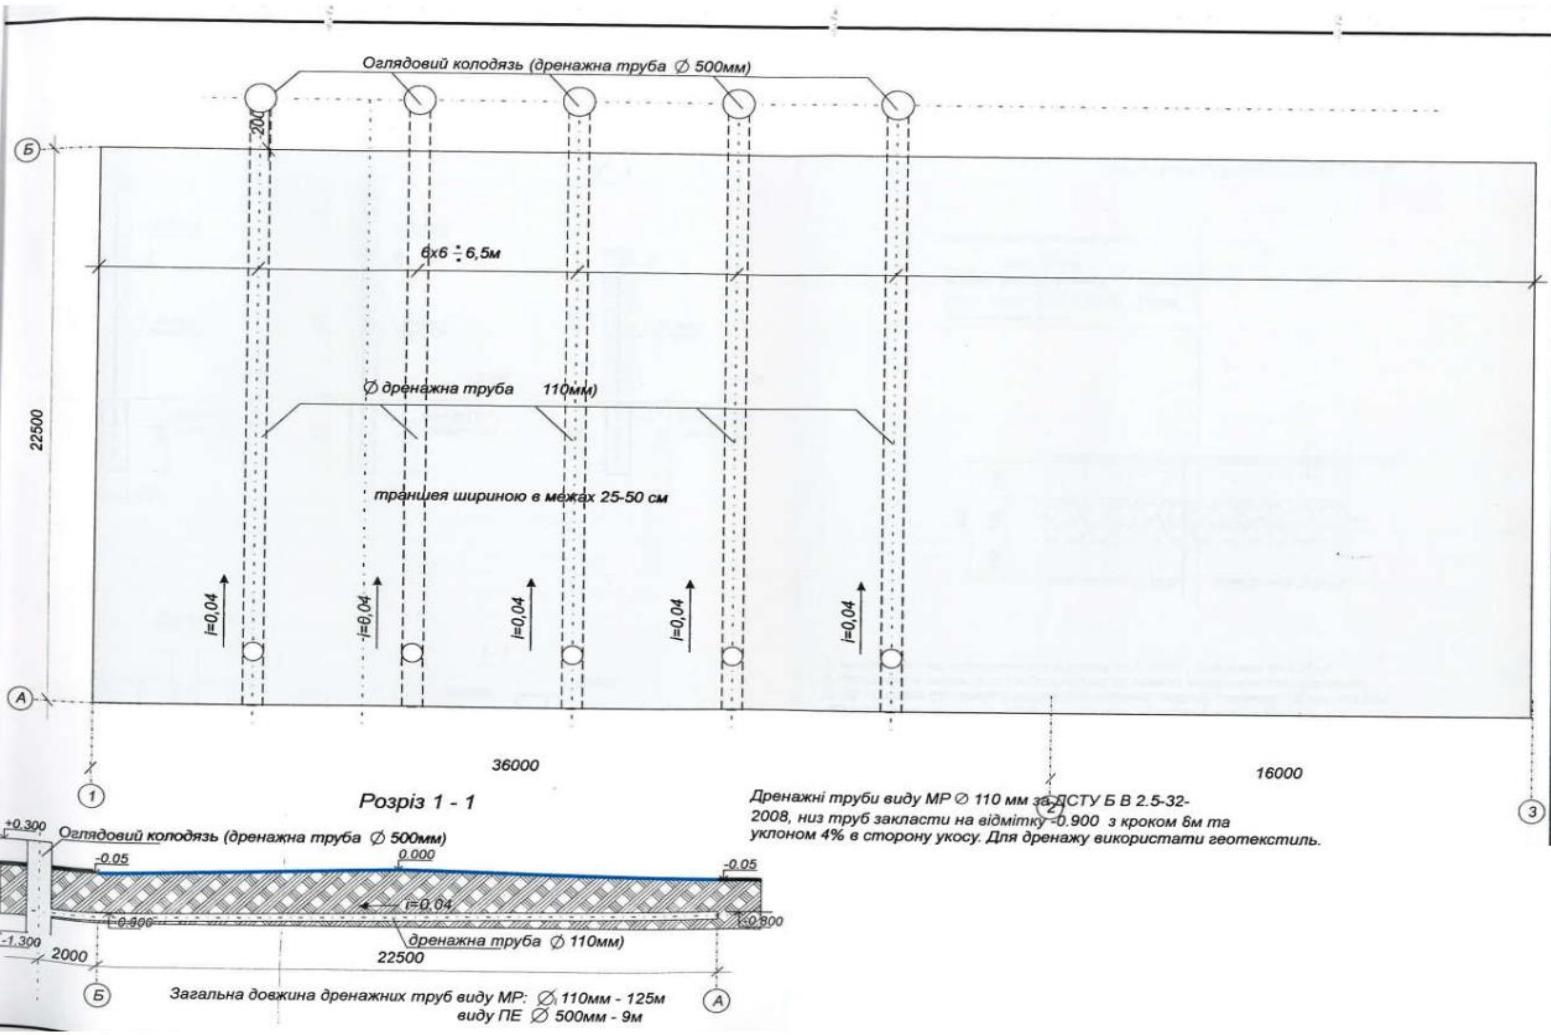 Оглядовий колодязь (дренажна труба ∅ 500мм)
200
Б
6х6 ÷ 6,5м
22500
∅ дренажна труба 110мм)
траншея шириною в межах 25-50 см
i=0,04
i=0,04
i=0,04
i=0,04
i=0,04
А
36000
16000
1
2
3
Розріз 1 - 1
Дренажні труби виду МР ∅ 110 мм за ДСТУ Б В 2.5-32-
2008, низ труб закласти на відмітку -0.900 з кроком 6м та
уклоном 4% в сторону укосу. Для дренажу використати геотекстиль.
+0.300
Оглядовий колодязь (дренажна труба ∅ 500мм)
-0.05
0.000
-0.05
i=0,04
-0.900
-0.800
-1.300
дренажна труба ∅ 110мм)
2000
22500
Б
А
Загальна довжина дренажних труб виду МР: ∅ 110мм - 125м
виду ПЕ ∅ 500мм - 9м